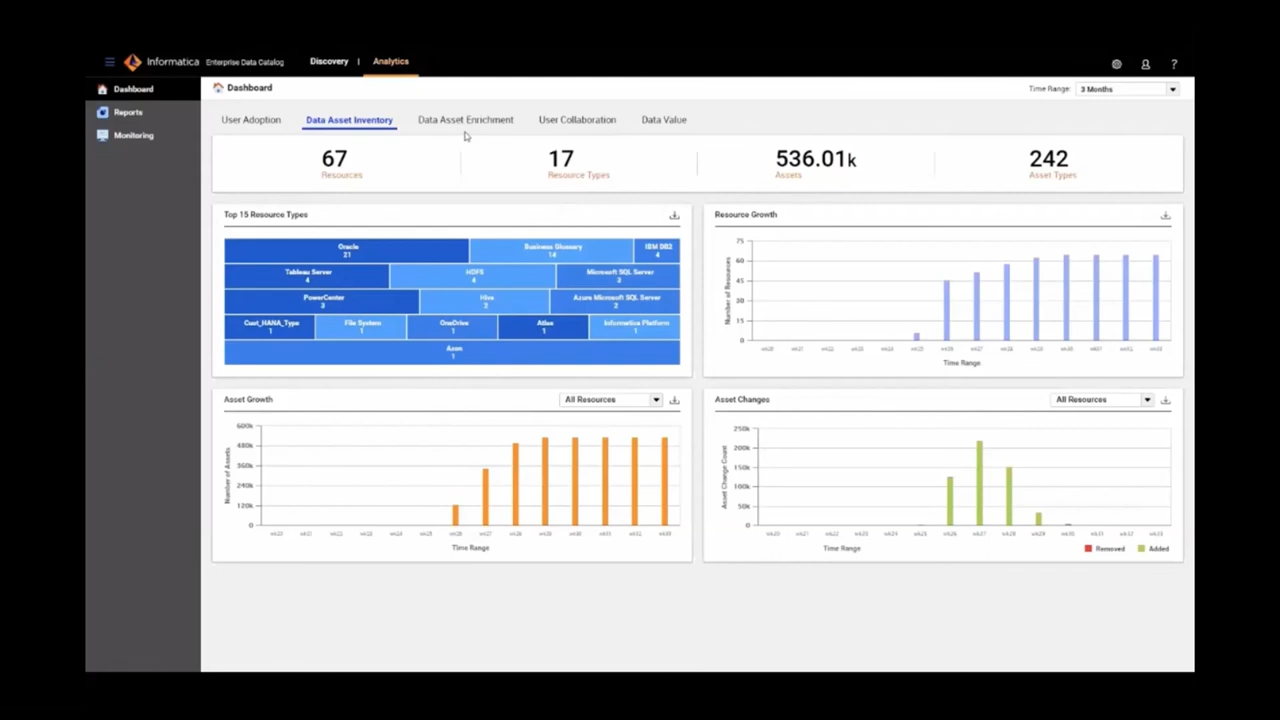 Informatica Enterprise Data Catalog Discovery | Analytics ?
Dashboard
Reports
Monitoring
Dashboard
Time Range: 3 Months
User Adoption Data Asset Inventory Data Asset Enrichment User Collaboration Data Value
67 17 536.01k 242
Resources Resource Types Assets Asset Types
Top 15 Resource Types
Oracle
21
Business Glossary
14
IBM DB2
4
Tableau Server
4
HDFS
4
Microsoft SQL Server
3
PowerCenter
3
Hive
2
Azure Microsoft SQL Server
2
Cust_HANA_Type
1
File System
1
OneDrive
1
Atlas
1
Informatica Platform
1
Axon
1
Resource Growth
Number of Resources
75
60
45
30
15
0
Time Range
Asset Growth
All Resources
Number of Assets
600k
480k
360k
240k
120k
0
Time Range
Asset Changes
All Resources
Asset Change Count
250k
200k
150k
100k
50k
0
Time Range
Removed Added